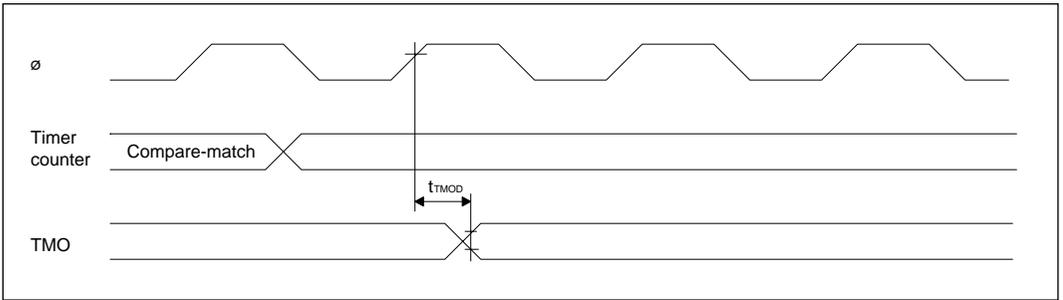 ø
Timer
counter
Compare-match
tTMOD
TMO